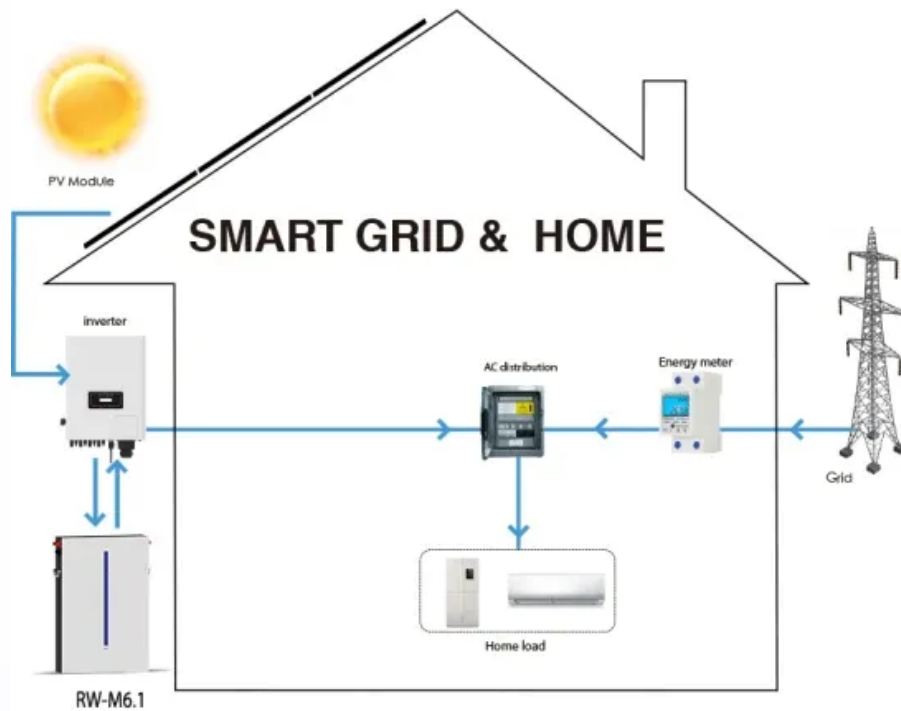 PV Module
SMART GRID & HOME
inverter
AC distribution
Energy meter
Grid
Home load
RW-M6.1